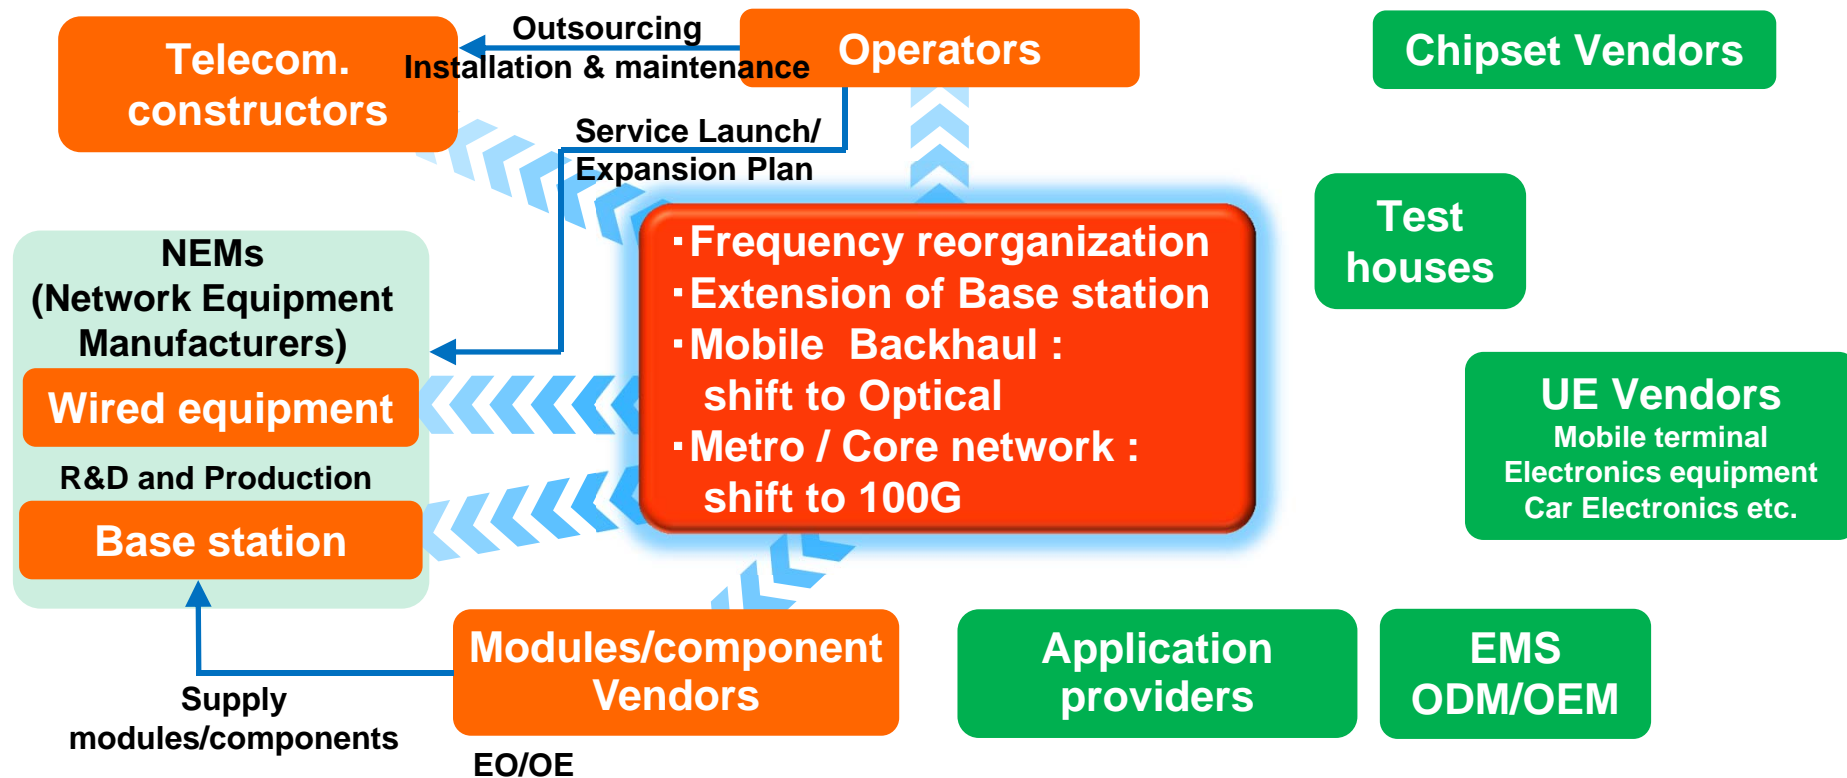 Telecom.
constructors
Outsourcing
Installation & maintenance
Operators
Chipset Vendors
Service Launch/
Expansion Plan
Test
houses
NEMs
(Network Equipment
Manufacturers)
Wired equipment
R&D and Production
Base station
・Frequency reorganization
・Extension of Base station
・Mobile Backhaul :
shift to Optical
・Metro / Core network :
shift to 100G
UE Vendors
Mobile terminal
Electronics equipment
Car Electronics etc.
Supply
modules/components
Modules/component
Vendors
EO/OE
Application
providers
EMS
ODM/OEM